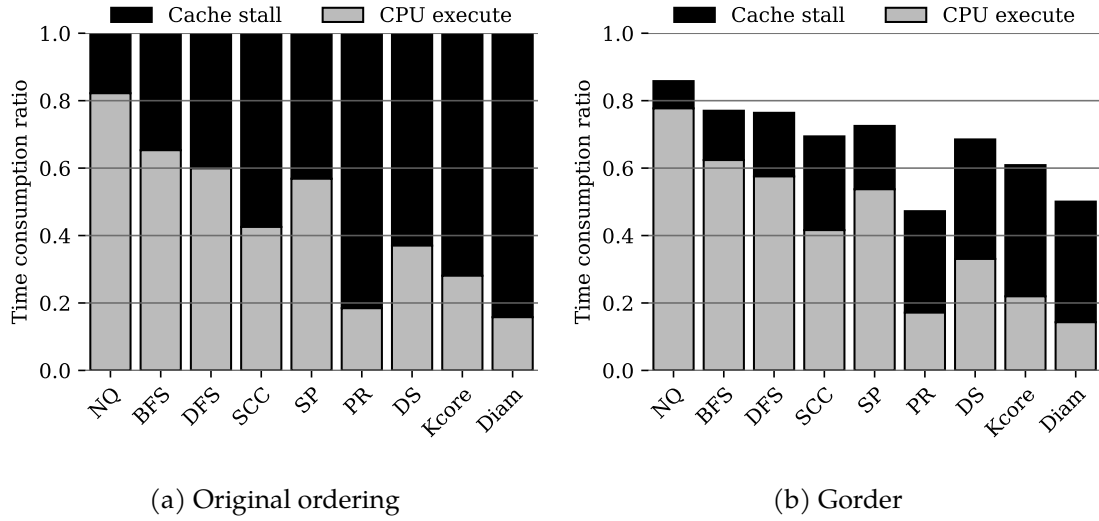 Cache stall CPU execute
Time consumption ratio
1.0
0.8
0.6
0.4
0.2
0.0
NQ BFS DFS SCC SP PR DS Kcore Diam
(a) Original ordering
Cache stall CPU execute
Time consumption ratio
1.0
0.8
0.6
0.4
0.2
0.0
NQ BFS DFS SCC SP PR DS Kcore Diam
(b) Gorder